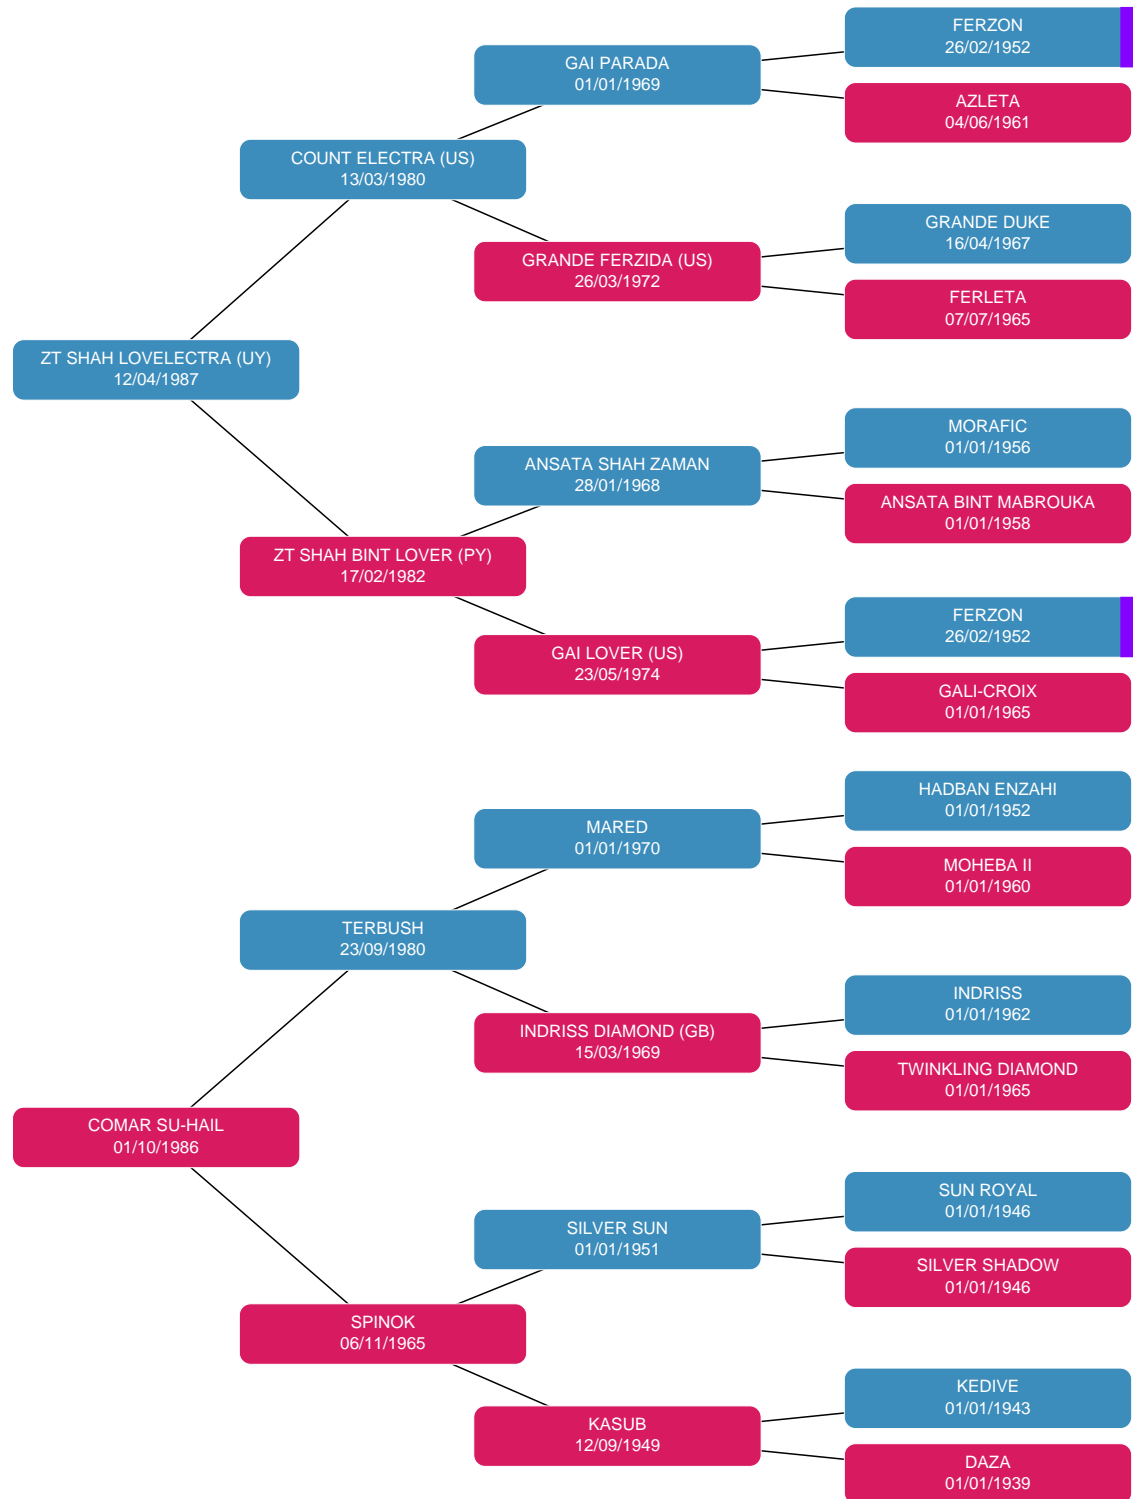 FERZON
26/02/1952
GAI PARADA
01/01/1969
AZLETA
04/06/1961
COUNT ELECTRA (US)
13/03/1980
GRANDE DUKE
16/04/1967
GRANDE FERZIDA (US)
26/03/1972
FERLETA
07/07/1965
ZT SHAH LOVELECTRA (UY)
12/04/1987
MORAFIC
01/01/1956
ANSATA SHAH ZAMAN
28/01/1968
ANSATA BINT MABROUKA
01/01/1958
ZT SHAH BINT LOVER (PY)
17/02/1982
FERZON
26/02/1952
GAI LOVER (US)
23/05/1974
GALI-CROIX
01/01/1965
HADBAN ENZAHI
01/01/1952
MARED
01/01/1970
MOHEBA II
01/01/1960
TERBUSH
23/09/1980
INDRISS
01/01/1962
INDRISS DIAMOND (GB)
15/03/1969
TWINKLING DIAMOND
01/01/1965
COMAR SU-HAIL
01/10/1986
SUN ROYAL
01/01/1946
SILVER SUN
01/01/1951
SILVER SHADOW
01/01/1946
SPINOK
06/11/1965
KEDIVE
01/01/1943
KASUB
12/09/1949
DAZA
01/01/1939